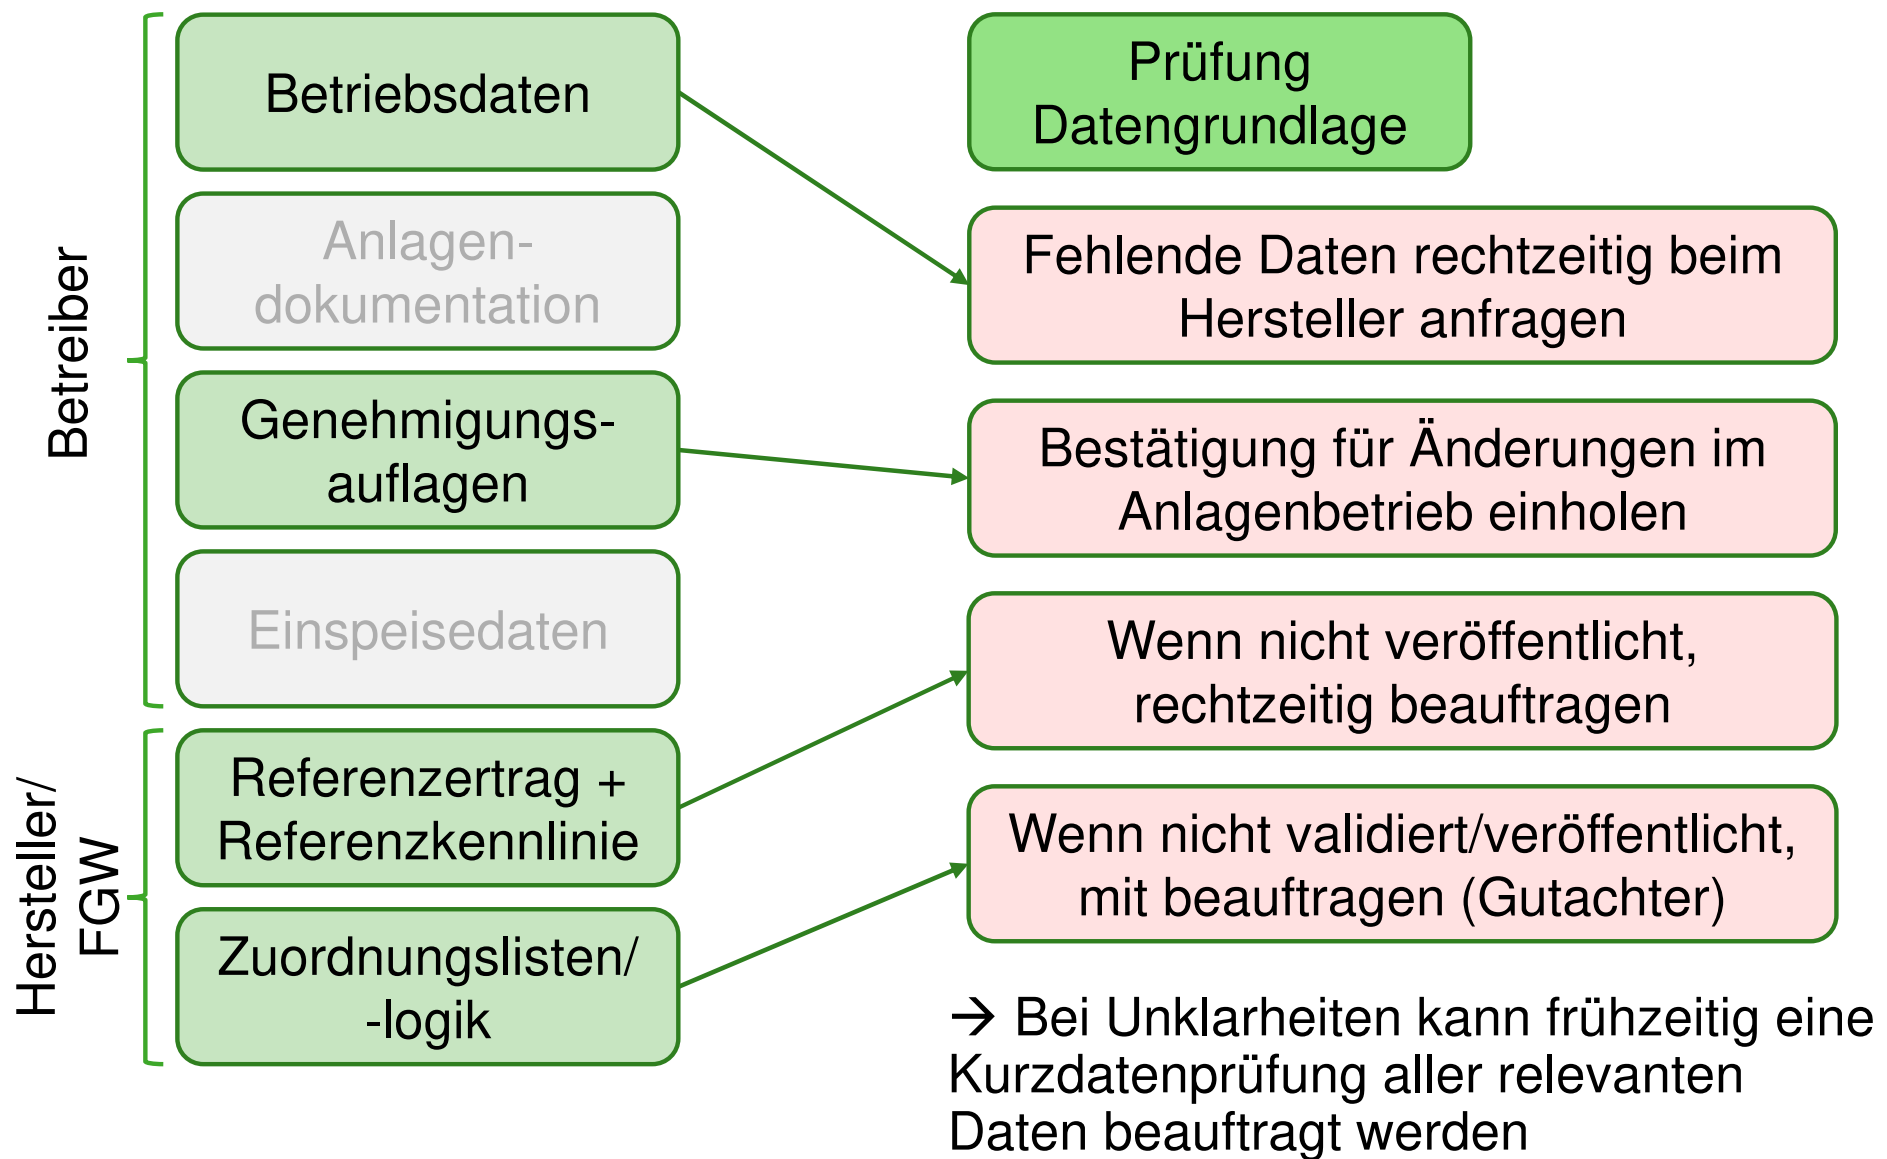 Betreiber
Betriebsdaten
Anlagen-
dokumentation
Genehmigungs-
auflagen
Einspeisedaten
Hersteller/
FGW
Referenzertrag +
Referenzkennlinie
Zuordnungslisten/
-logik
Prüfung
Datengrundlage
Fehlende Daten rechtzeitig beim
Hersteller anfragen
Bestätigung für Änderungen im
Anlagenbetrieb einholen
Wenn nicht veröffentlicht,
rechtzeitig beauftragen
Wenn nicht validiert/veröffentlicht,
mit beauftragen (Gutachter)
→ Bei Unklarheiten kann frühzeitig eine
Kurzdatenprüfung aller relevanten
Daten beauftragt werden